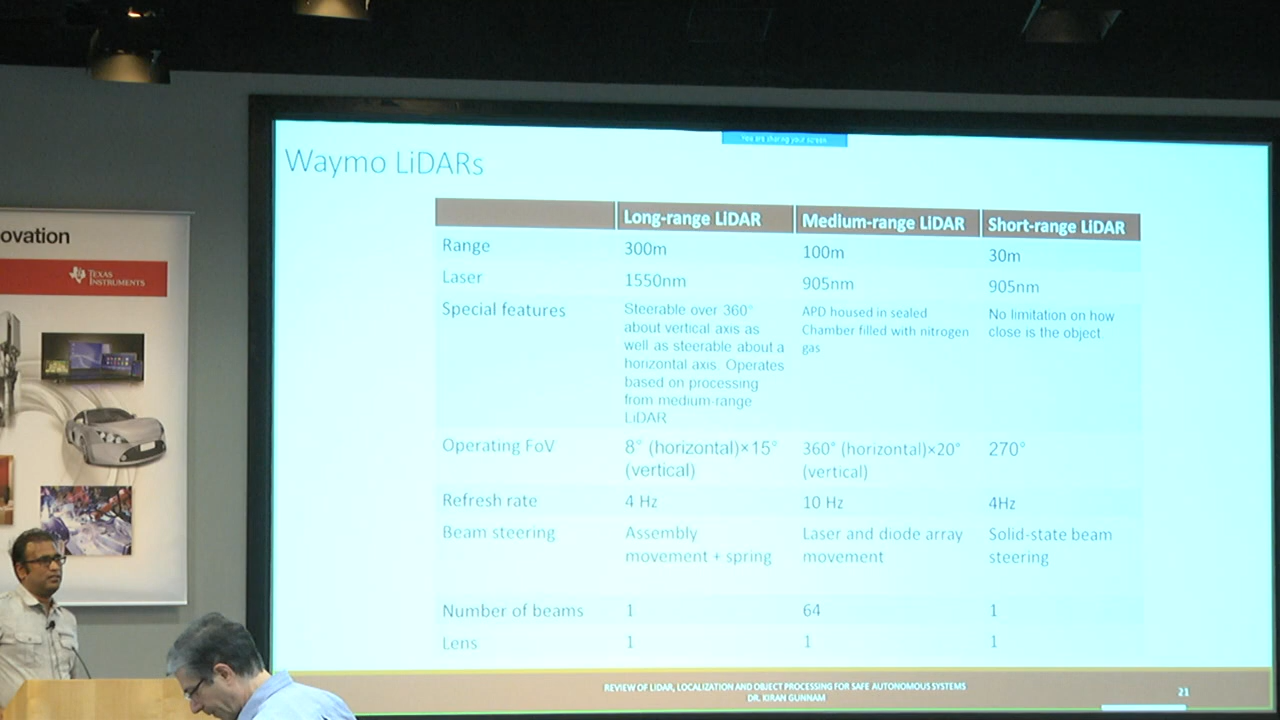 You are sharing your screen
Waymo LiDARs
ovation
TEXAS
INSTRUMENTS
Long-range LiDAR Medium-range LiDAR Short-range LiDAR
Range 300m 100m 30m
Laser 1550nm 905nm 905nm
Special features
Steerable over 360°
about vertical axis as
well as steerable about a
horizontal axis. Operates
based on processing
from medium-range
LiDAR
APD housed in sealed
Chamber filled with nitrogen
gas
No limitation on how
close is the object.
Operating FoV
8° (horizontal)×15°
(vertical)
360° (horizontal)×20°
(vertical)
270°
Refresh rate 4 Hz 10 Hz 4Hz
Beam steering
Assembly
movement + spring
Laser and diode array
movement
Solid-state beam
steering
Number of beams 1 64 1
Lens 1 1 1
REVIEW OF LIDAR, LOCALIZATION AND OBJECT PROCESSING FOR SAFE AUTONOMOUS SYSTEMS
DR. KIRAN GUNNAM
21